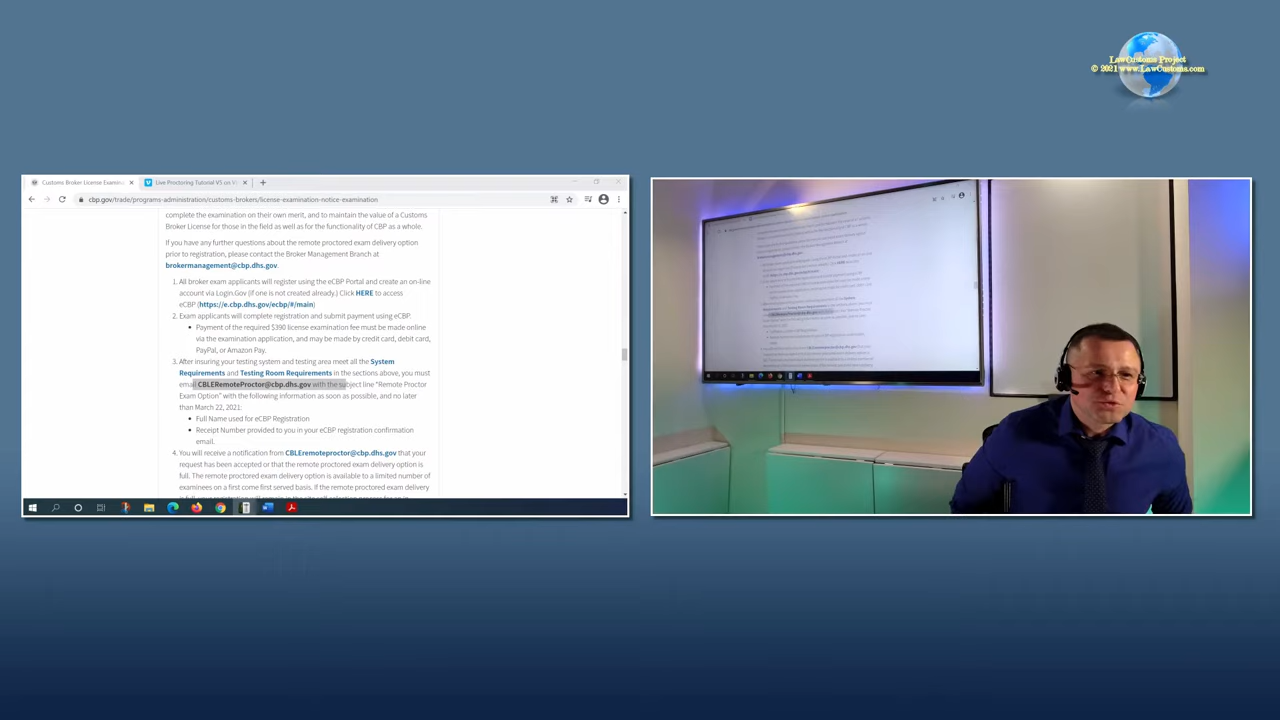 LawCustoms Project
© 2021 www.LawCustoms.com
Customs Broker License Examina
Live Proctoring Tutorial V5 on V
cbp.gov/trade/programs-administration/customs-brokers/license-examination-notice-examination
complete the examination on their own merit, and to maintain the value of a Customs
Broker License for those in the field as well as for the functionality of CBP as a whole.
If you have any further questions about the remote proctored exam delivery option
prior to registration, please contact the Broker Management Branch at
brokermanagement@cbp.dhs.gov.
1. All broker exam applicants will register using the eCBP Portal and create an on-line
account via Login.Gov (if one is not created already.) Click HERE to access
eCBP (https://e.cbp.dhs.gov/ecbp/#/main)
2. Exam applicants will complete registration and submit payment using eCBP.
• Payment of the required $390 license examination fee must be made online
via the examination application, and may be made by credit card, debit card,
PayPal, or Amazon Pay.
3. After insuring your testing system and testing area meet all the System
Requirements and Testing Room Requirements in the sections above, you must
email CBLERemoteProctor@cbp.dhs.gov with the subject line “Remote Proctor
Exam Option” with the following information as soon as possible, and no later
than March 22, 2021:
• Full Name used for eCBP Registration
• Receipt Number provided to you in your eCBP registration confirmation
email.
4. You will receive a notification from CBLEremoteproctor@cbp.dhs.gov that your
request has been accepted or that the remote proctored exam delivery option is
full. The remote proctored exam delivery option is available to a limited number of
examinees on a first come first served basis. If the remote proctored exam delivery